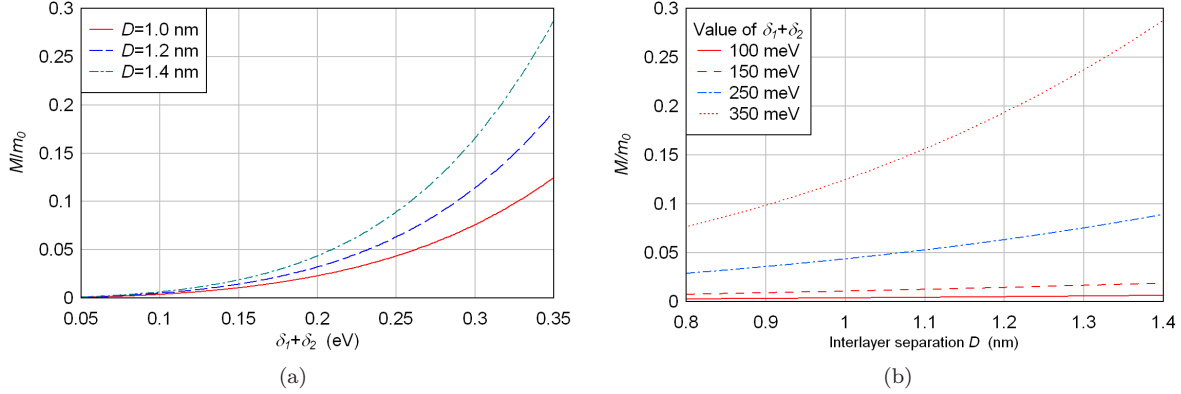 D=1.0 nm
D=1.2 nm
D=1.4 nm
0.3
0.25
0.2
0.15
0.1
0.05
0
M/m0
0.05 0.1 0.15 0.2 0.25 0.3 0.35
δ1+δ2 (eV)
(a)
Value of δ1+δ2
100 meV
150 meV
250 meV
350 meV
0.3
0.25
0.2
0.15
0.1
0.05
0
M/m0
0.8 0.9 1 1.1 1.2 1.3 1.4
Interlayer separation D (nm)
(b)